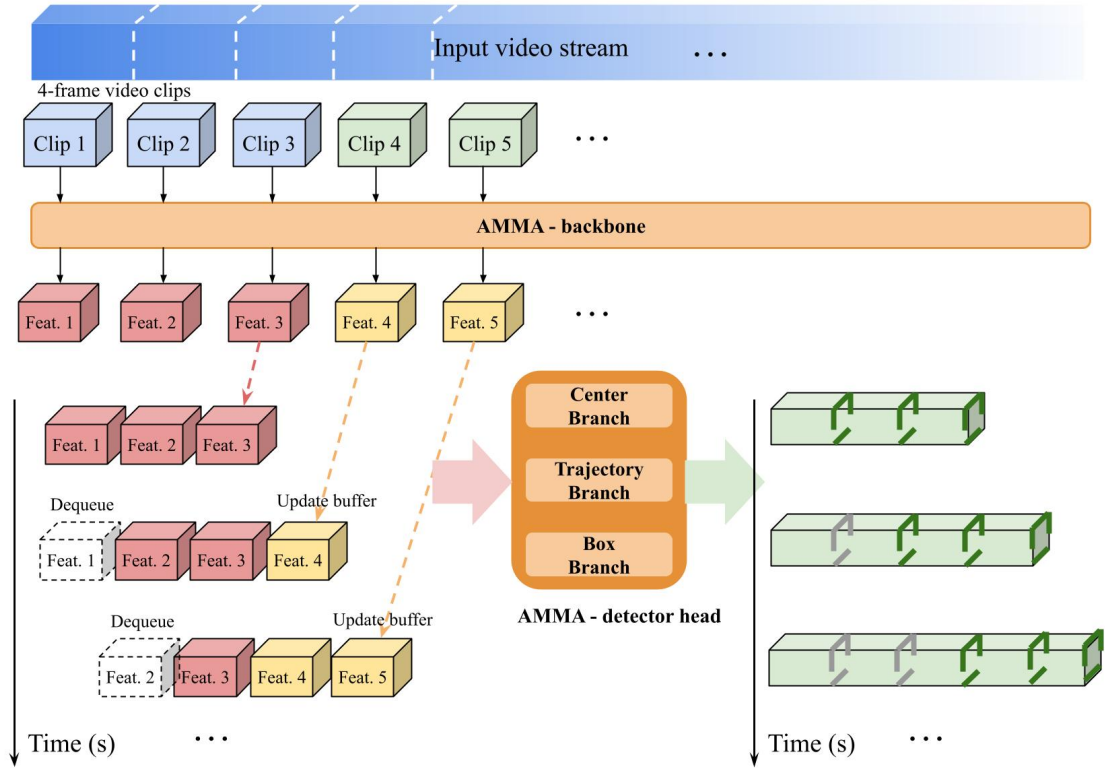 Input video stream ...
4-frame video clips
Clip 1
Clip 2
Clip 3
Clip 4
Clip 5
...
AMMA - backbone
Feat. 1
Feat. 2
Feat. 3
Feat. 4
Feat. 5
...
Feat. 1
Feat. 2
Feat. 3
Center
Branch
Trajectory
Branch
Box
Branch
AMMA - detector head
Dequeue
Update buffer
Feat. 1
Feat. 2
Feat. 3
Feat. 4
Dequeue
Update buffer
Feat. 2
Feat. 3
Feat. 4
Feat. 5
Time (s)
...
Time (s)
...